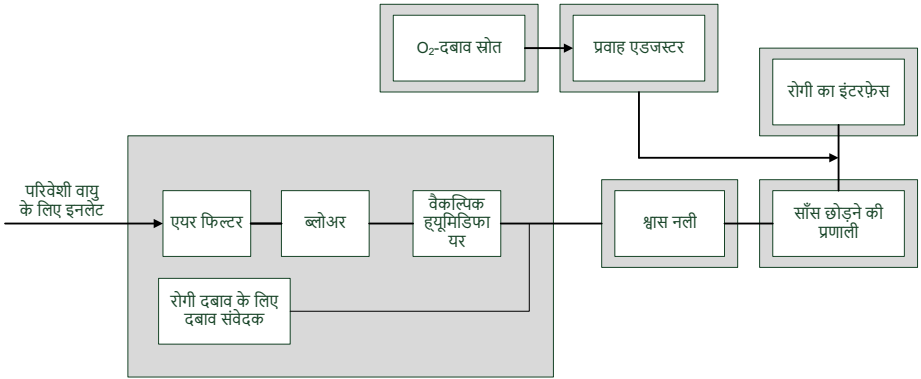 O₂-दबाव स्रोत
प्रवाह एडजस्टर
रोगी का इंटरफ़ेस
परिवेशी वायु
के लिए इनलेट
एयर फिल्टर
ब्लोअर
वैकल्पिक
ह्यूमिडिफा
यर
श्वास नली
साँस छोड़ने की
प्रणाली
रोगी दबाव के लिए
दबाव संवेदक